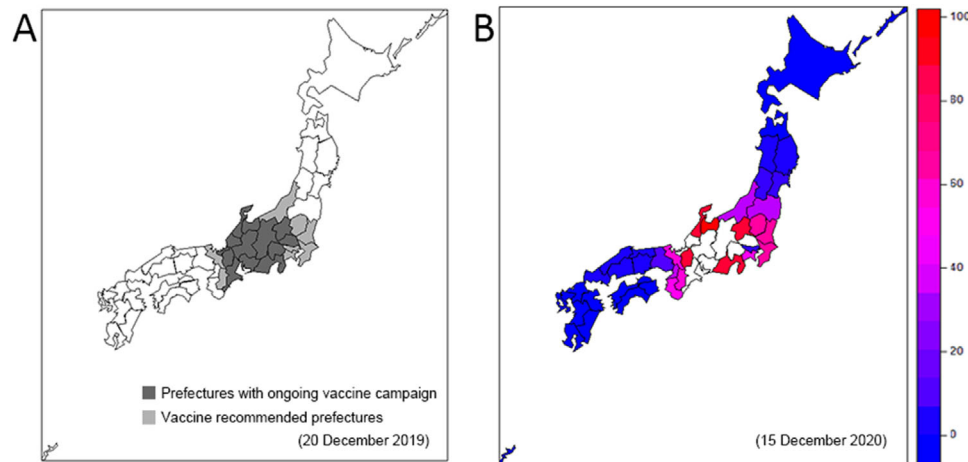 A
B
100
80
60
40
20
0
Prefectures with ongoing vaccine campaign
Vaccine recommended prefectures
(20 December 2019)
(15 December 2020)